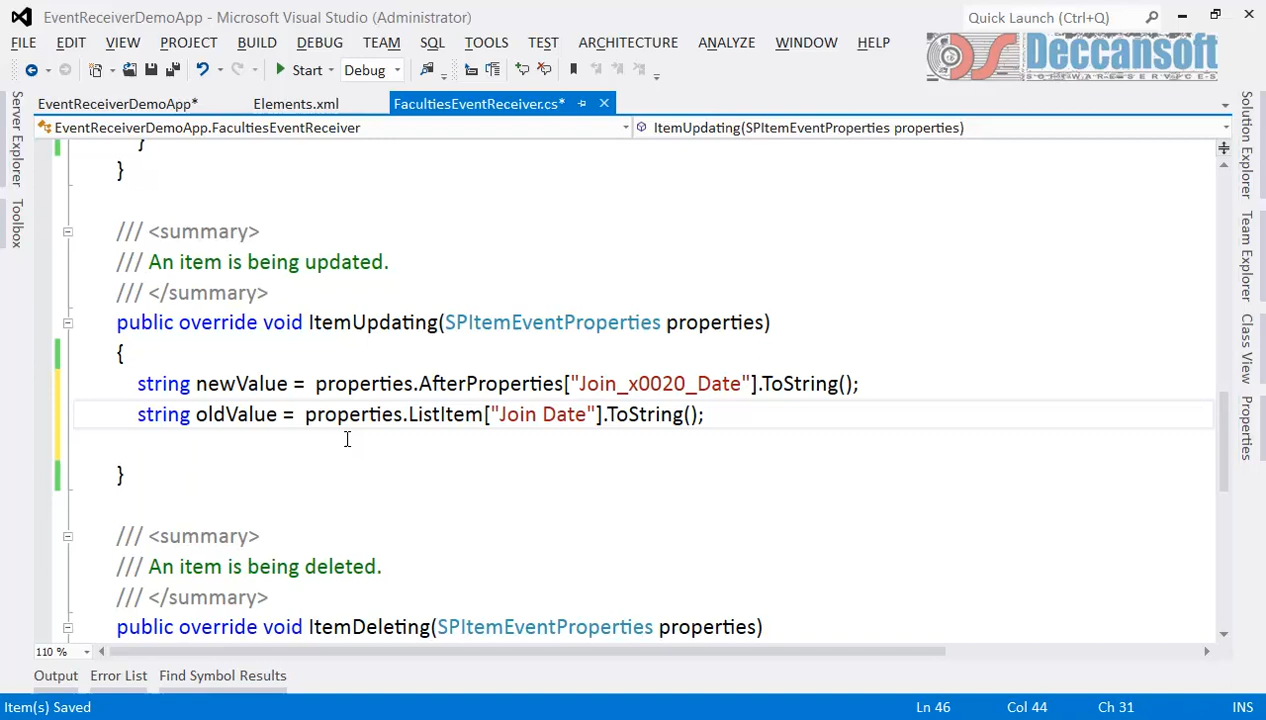 EventReceiverDemoApp - Microsoft Visual Studio (Administrator)
Quick Launch (Ctrl+Q)
FILE EDIT VIEW PROJECT BUILD DEBUG TEAM SQL TOOLS TEST ARCHITECTURE ANALYZE WINDOW HELP
Deccansoft
SOFTWARE SERVICES
Start Debug
EventReceiverDemoApp* Elements.xml FacultiesEventReceiver.cs*
EventReceiverDemoApp.FacultiesEventReceiver ItemUpdating(SPItemEventProperties properties)
}
}
/// <summary>
/// An item is being updated.
/// </summary>
public override void ItemUpdating(SPItemEventProperties properties)
{
string newValue = properties.AfterProperties["Join_x0020_Date"].ToString();
string oldValue = properties.ListItem["Join Date"].ToString();
}
/// <summary>
/// An item is being deleted.
/// </summary>
public override void ItemDeleting(SPItemEventProperties properties)
110 %
Output Error List Find Symbol Results
Item(s) Saved Ln 46 Col 44 Ch 31 INS
Server Explorer
Toolbox
Solution Explorer
Team Explorer
Class View
Properties